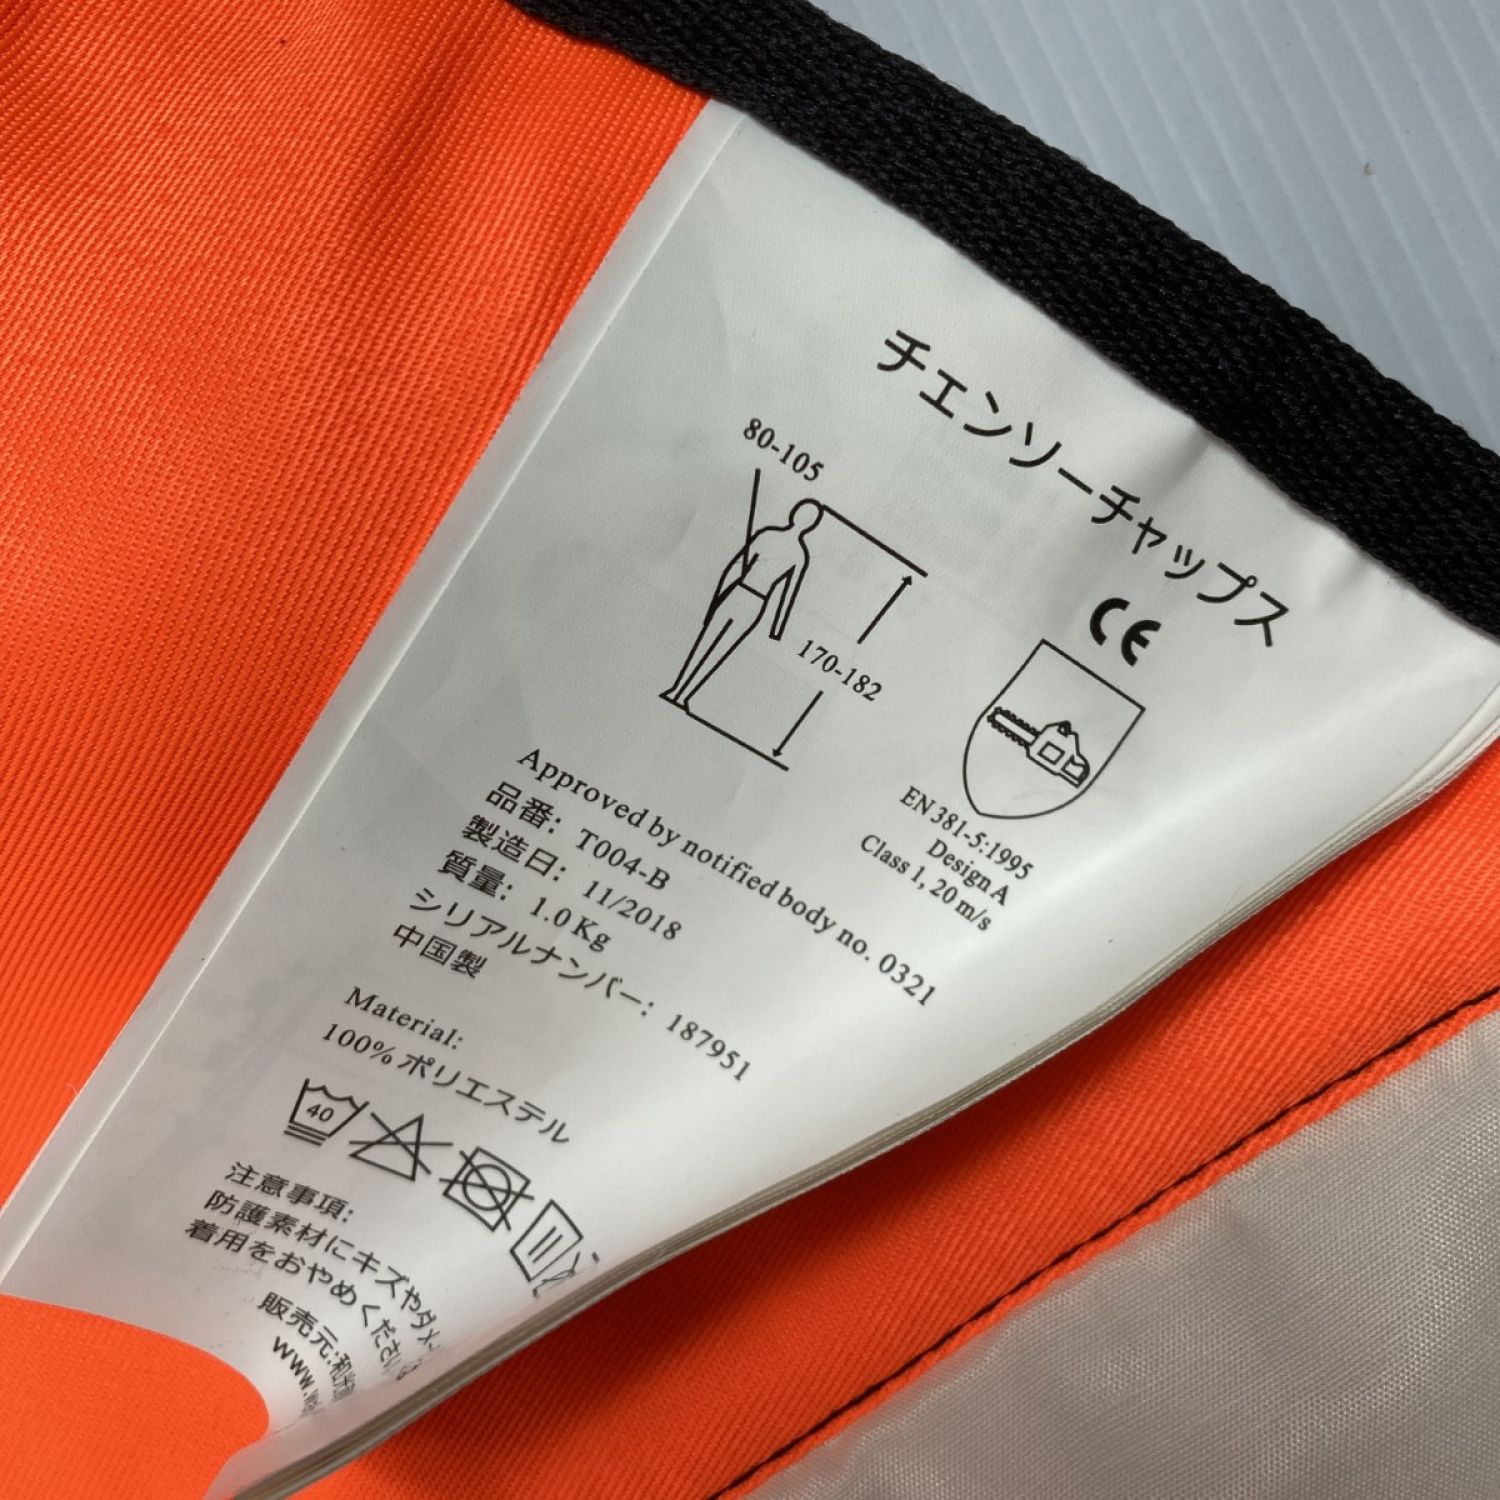 チェンソーチャップス
80-105
170-182
CE
EN 381-5:1995
Design A
Class 1, 20 m/s
Approved by notified body no. 0321
品番: T004-B
製造日: 11/2018
質量: 1.0 Kg
シリアルナンバー: 187951
中国製
Material:
100% ポリエステル
40
注意事項:
防護素材にキズやダメ
着用をおやめください
販売元:和
www.